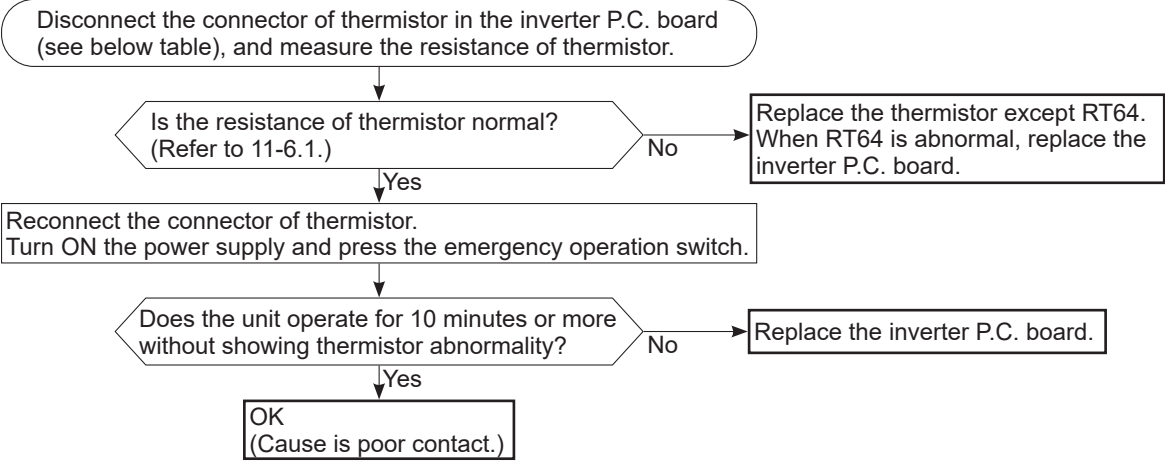 Disconnect the connector of thermistor in the inverter P.C. board
(see below table), and measure the resistance of thermistor.
Is the resistance of thermistor normal?
(Refer to 11-6.1.)
No
Replace the thermistor except RT64.
When RT64 is abnormal, replace the
inverter P.C. board.
Yes
Reconnect the connector of thermistor.
Turn ON the power supply and press the emergency operation switch.
Does the unit operate for 10 minutes or more
without showing thermistor abnormality?
No
Replace the inverter P.C. board.
Yes
OK
(Cause is poor contact.)